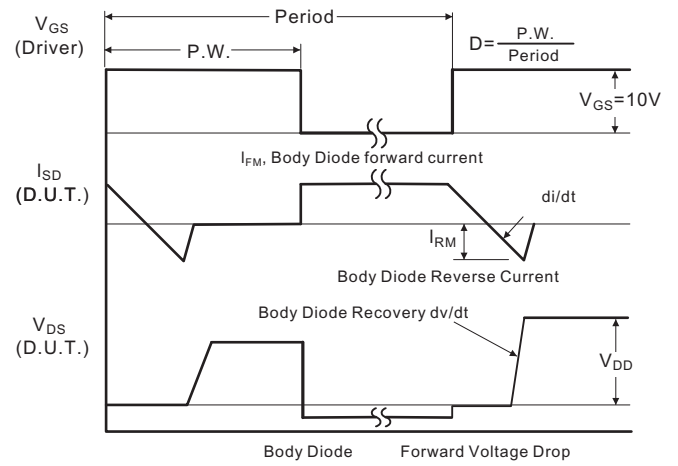 V_GS
(Driver)
Period
P.W.
D= P.W. / Period
V_GS=10V
I_SD
(D.U.T.)
I_FM, Body Diode forward current
di/dt
I_RM
Body Diode Reverse Current
V_DS
(D.U.T.)
Body Diode Recovery dv/dt
V_DD
Body Diode Forward Voltage Drop